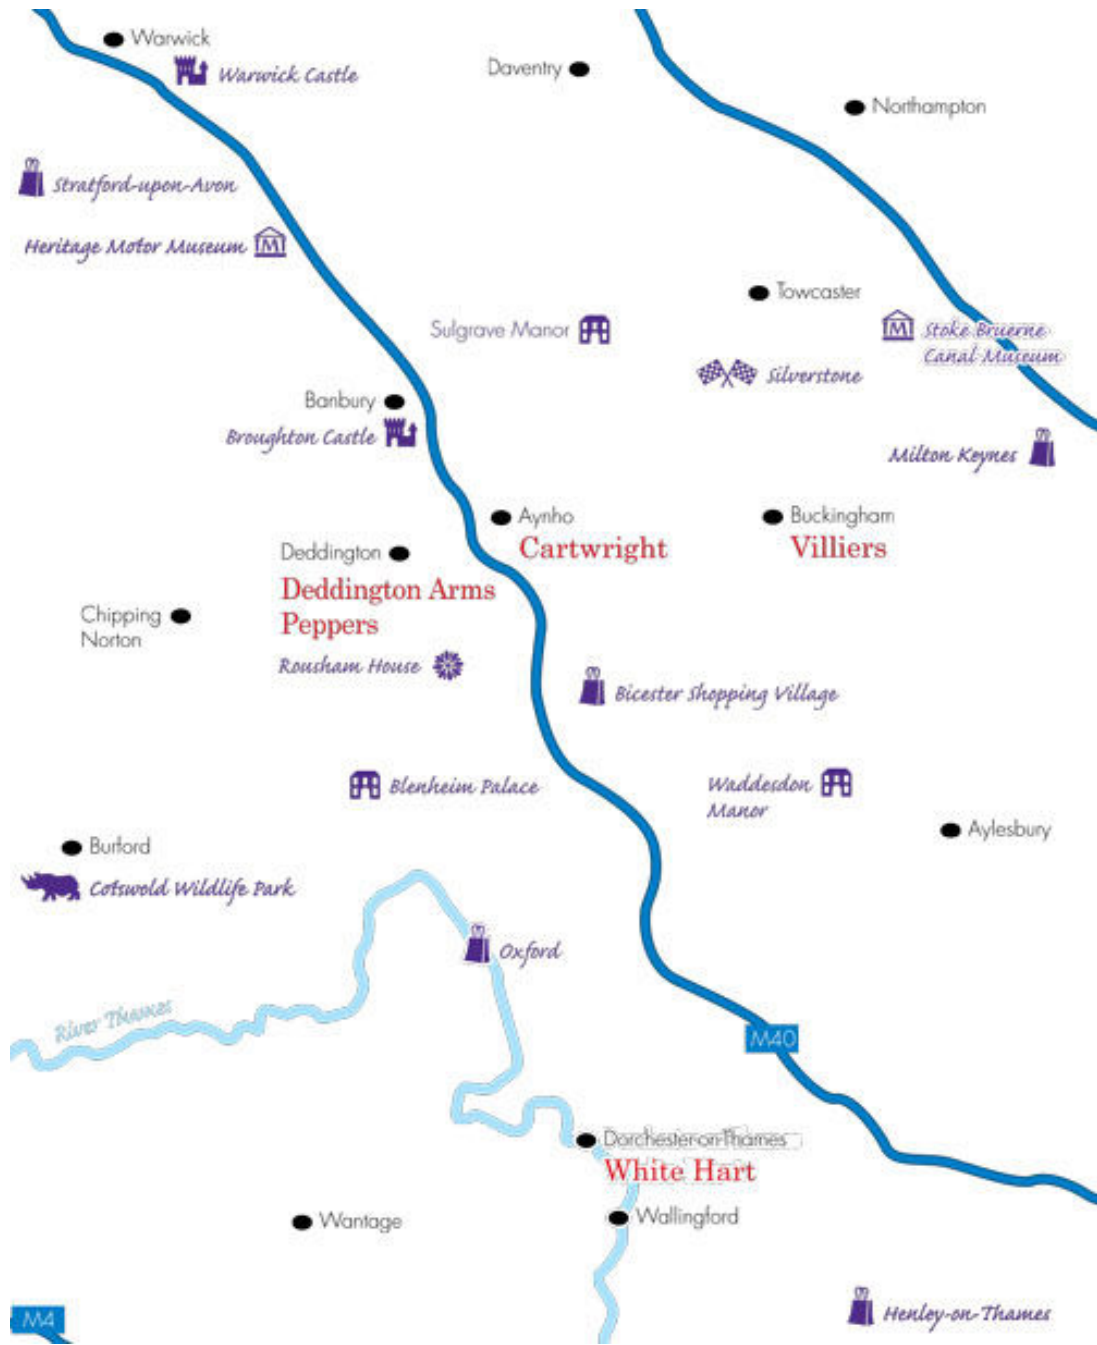 Warwick
Warwick Castle
Daventry
Northampton
Stratford-upon-Avon
Heritage Motor Museum
M
Towcaster
Sulgrave Manor
M
Stoke Bruerne
Canal Museum
Silverstone
Banbury
Broughton Castle
Milton Keynes
Aynho
Cartwright
Buckingham
Villiers
Deddington
Deddington Arms
Peppers
Chipping
Norton
Rousham House
Bicester Shopping Village
Blenheim Palace
Waddesdon
Manor
Aylesbury
Burford
Cotswold Wildlife Park
Oxford
River Thames
M40
Dorchester-on-Thames
White Hart
Wantage
Wallingford
Henley-on-Thames
M4